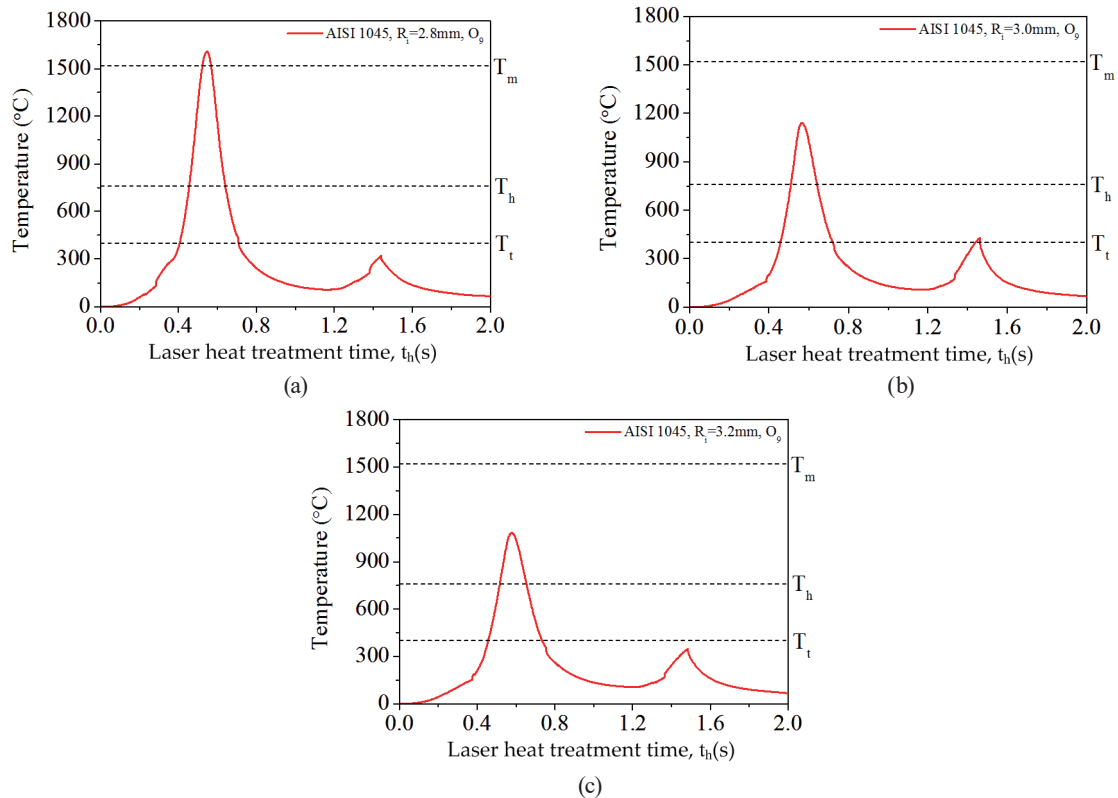 1800
1500
1200
900
600
300
0
Temperature (°C)
AISI 1045, Rᵢ=2.8mm, O₉
Tₘ
Tₕ
Tₜ
0.0 0.4 0.8 1.2 1.6 2.0
Laser heat treatment time, tₕ(s)
(a)
1800
1500
1200
900
600
300
0
Temperature (°C)
AISI 1045, Rᵢ=3.0mm, O₉
Tₘ
Tₕ
Tₜ
0.0 0.4 0.8 1.2 1.6 2.0
Laser heat treatment time, tₕ(s)
(b)
1800
1500
1200
900
600
300
0
Temperature (°C)
AISI 1045, Rᵢ=3.2mm, O₉
Tₘ
Tₕ
Tₜ
0.0 0.4 0.8 1.2 1.6 2.0
Laser heat treatment time, tₕ(s)
(c)